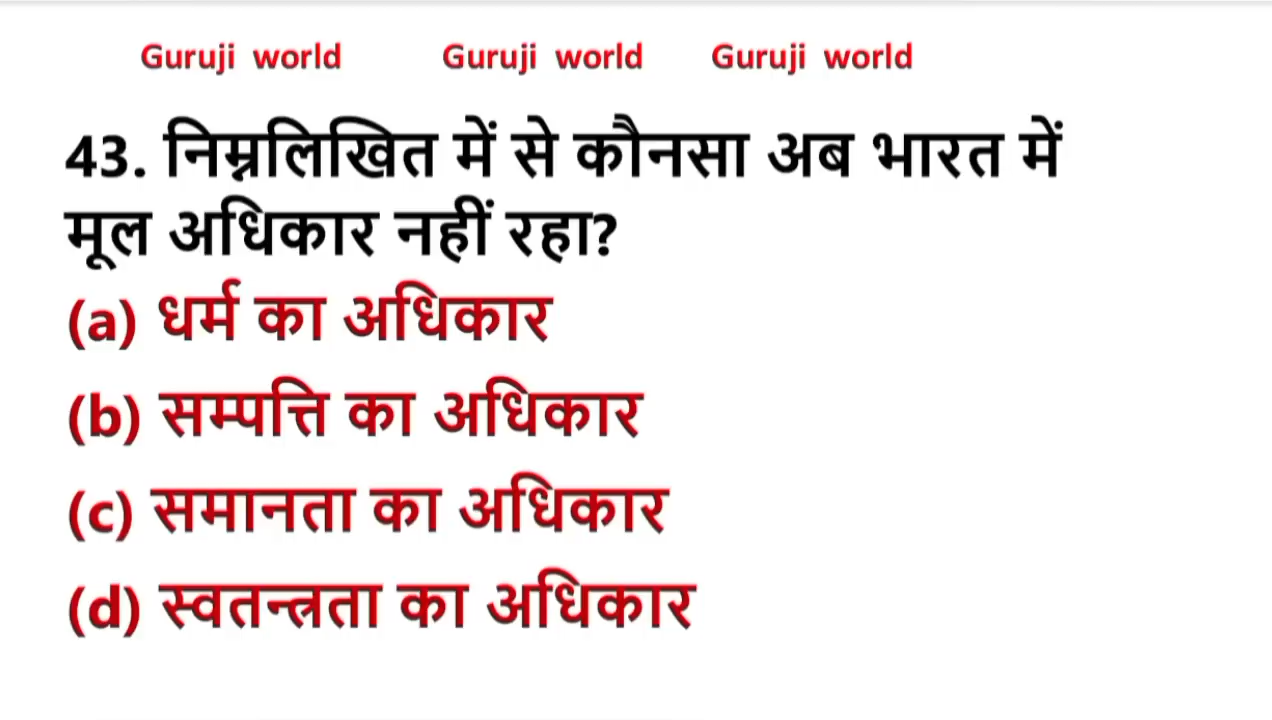 Guruji world Guruji world Guruji world
43. निम्नलिखित में से कौनसा अब भारत में
मूल अधिकार नहीं रहा?
(a) धर्म का अधिकार
(b) सम्पत्ति का अधिकार
(c) समानता का अधिकार
(d) स्वतन्त्रता का अधिकार